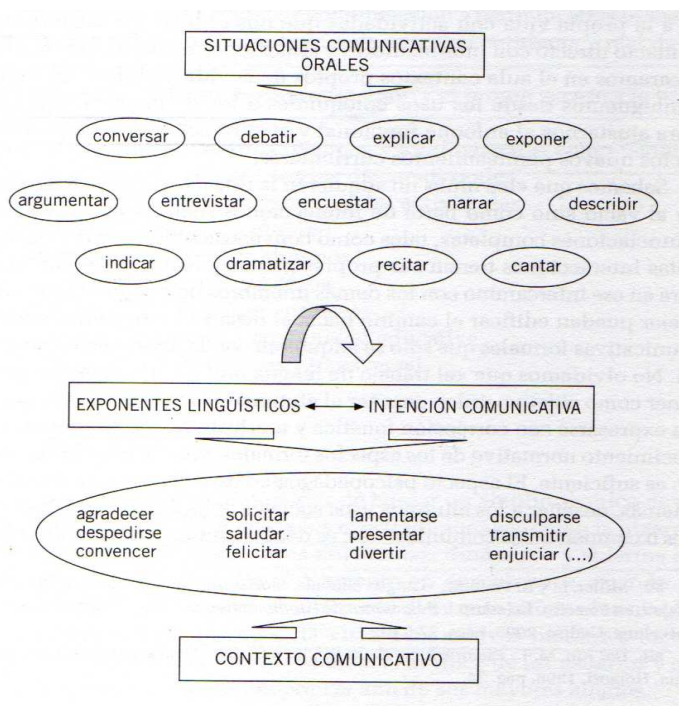 SITUACIONES COMUNICATIVAS
ORALES
conversar debatir explicar exponer
argumentar entrevistar encuestar narrar describir
indicar dramatizar recitar cantar
EXPONENTES LINGÜÍSTICOS INTENCIÓN COMUNICATIVA
agradecer solicitar lamentarse disculparse
despedirse saludar presentar transmitir
convencer felicitar divertir enjuiciar (...)
CONTEXTO COMUNICATIVO